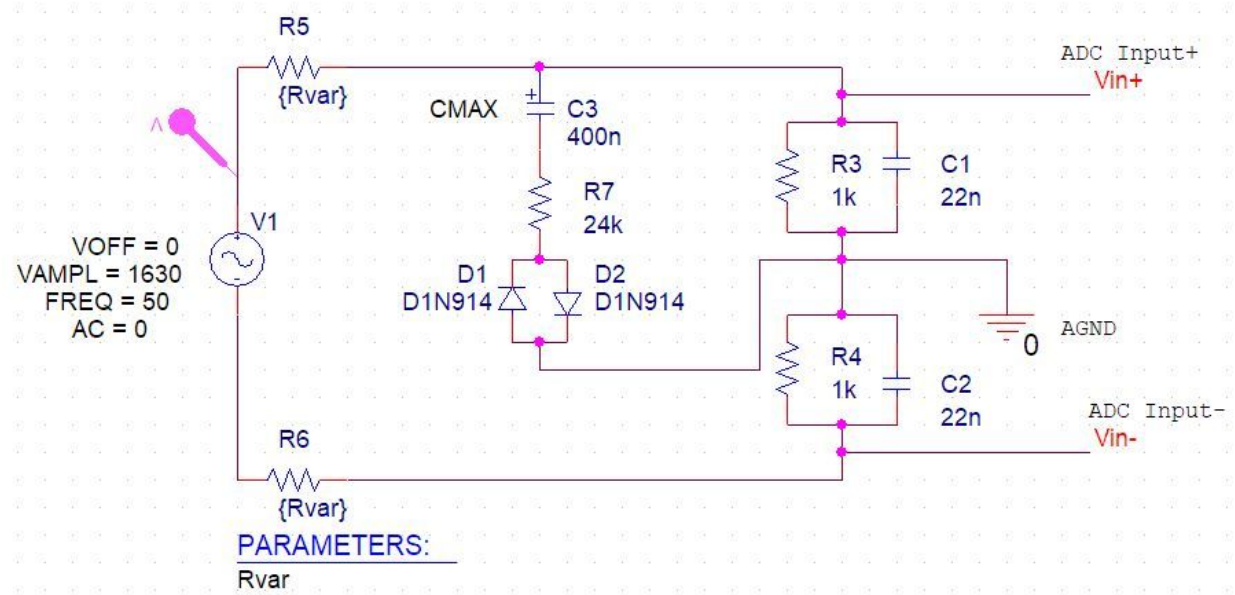 R5
{Rvar}
ADC Input+
Vin+
CMAX
+
C3
400n
R3
1k
C1
22n
R7
24k
V1
+
-
VOFF = 0
VAMPL = 1630
FREQ = 50
AC = 0
D1
D1N914
D2
D1N914
0
AGND
R4
1k
C2
22n
ADC Input-
Vin-
R6
{Rvar}
PARAMETERS:
Rvar